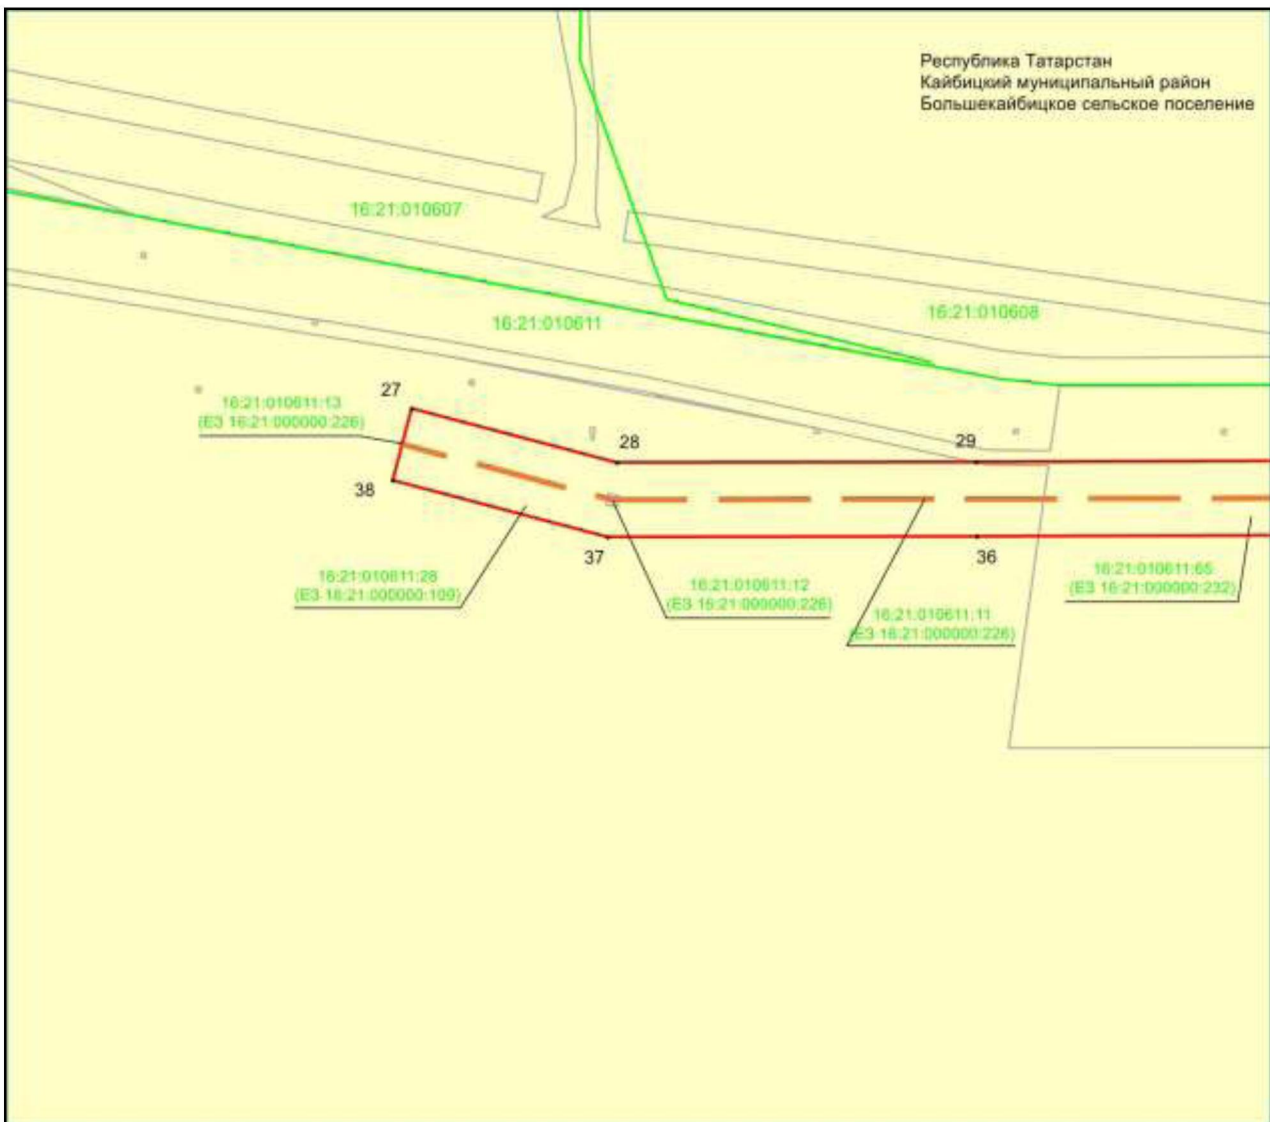 Республика Татарстан
Кайбицкий муниципальный район
Большекайбицкое сельское поселение
16:21:010607
16:21:010611
16:21:010608
16:21:010611:13
(ЕЗ 16:21:000000:226)
27
28
29
38
37
36
16:21:010611:28
(ЕЗ 16:21:000000:109)
16:21:010611:12
(ЕЗ 16:21:000000:226)
16:21:010611:11
(ЕЗ 16:21:000000:226)
16:21:010611:65
(ЕЗ 16:21:000000:232)